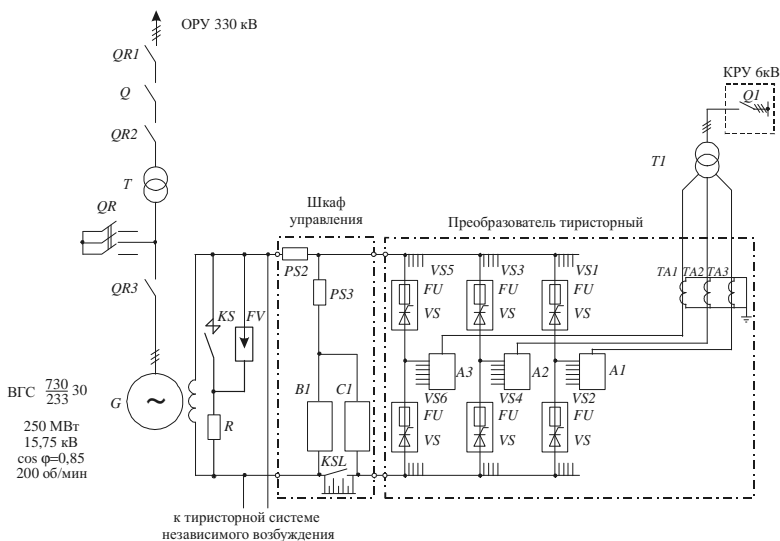 ОРУ 330 кВ
QR1
Q
QR2
T
QR
QR3
ВГС 730/233 30
G
~
250 МВт
15,75 кВ
cos φ=0,85
200 об/мин
KS
FV
R
Шкаф
управления
PS2
PS3
B1
C1
KSL
к тиристорной системе
независимого возбуждения
Преобразователь тиристорный
VS5
VS3
VS1
FU
FU
FU
VS
VS
VS
A3
A2
A1
VS6
VS4
VS2
FU
FU
FU
VS
VS
VS
КРУ 6кВ
Q1
T1
TA1
TA2
TA3